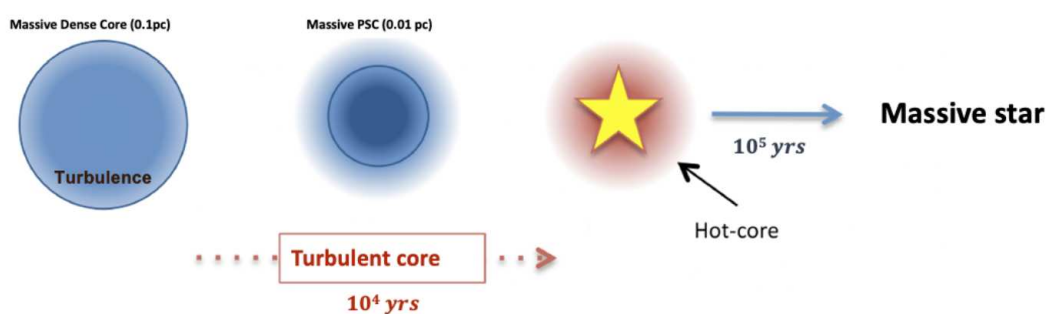 Massive Dense Core (0.1pc)
Massive PSC (0.01 pc)
Turbulence
Massive star
10⁵ yrs
Hot-core
Turbulent core
10⁴ yrs